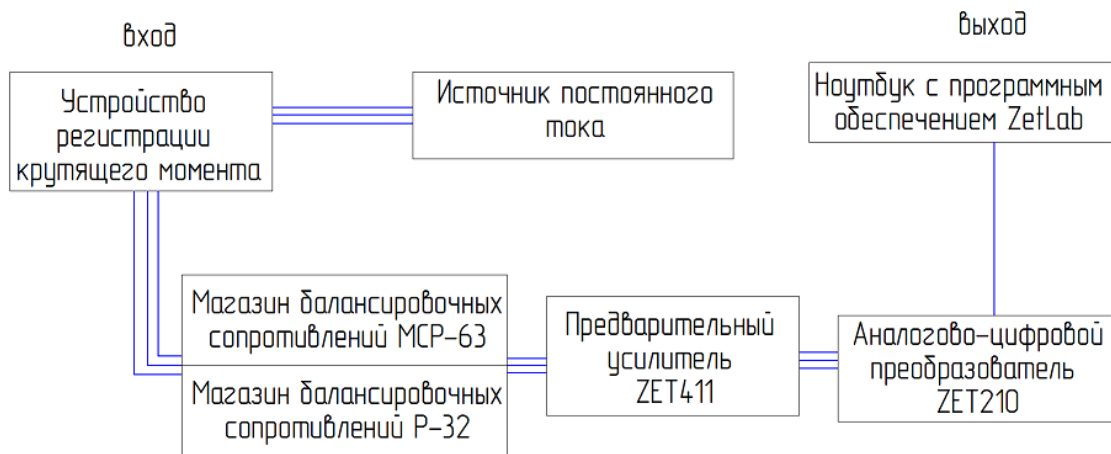 вход
Устройство
регистрации
крутящего момента
Источник постоянного
тока
выход
Ноутбук с программным
обеспечением ZetLab
Магазин балансировочных
сопротивлений МСР-63
Магазин балансировочных
сопротивлений Р-32
Предварительный
усилитель
ZET411
Аналогово-цифровой
преобразователь
ZET210